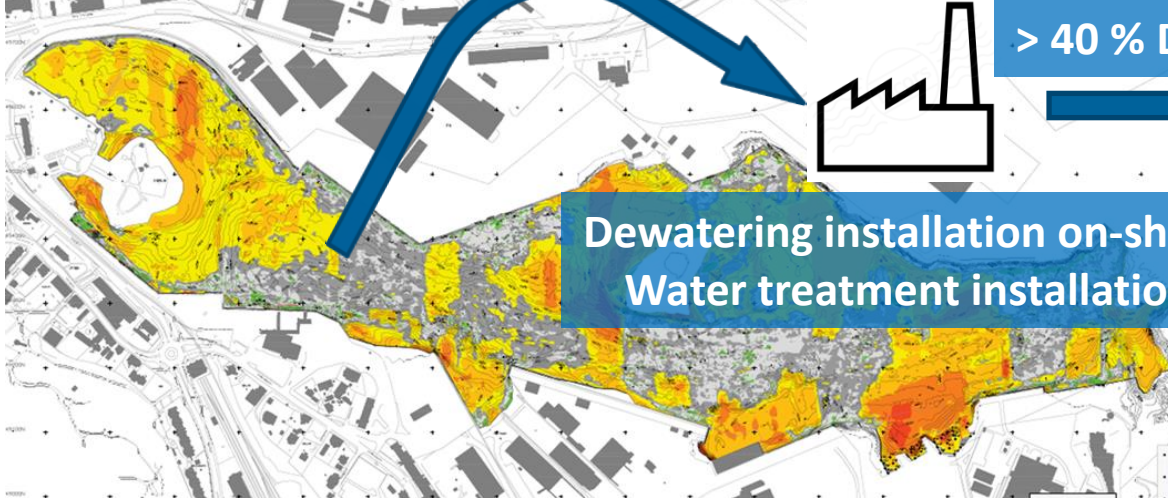 > 40 % D
Dewatering installation on-sh
Water treatment installatio